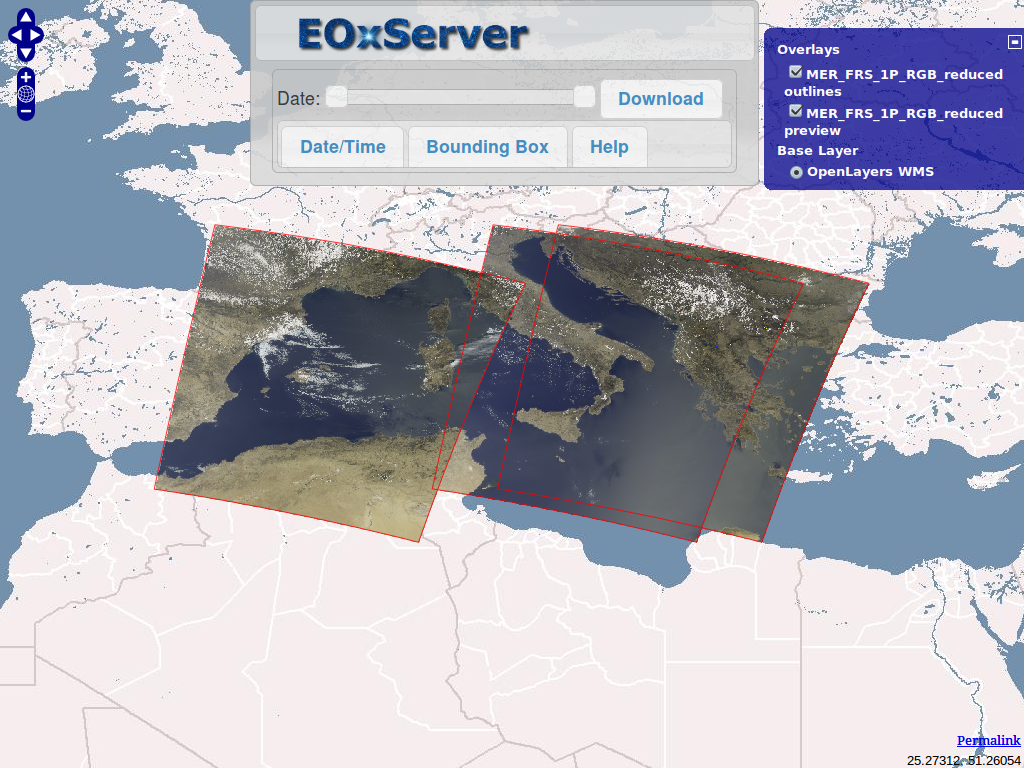 EOxServer
Date:
Download
Date/Time
Bounding Box
Help
Overlays
MER_FRS_1P_RGB_reduced
outlines
MER_FRS_1P_RGB_reduced
preview
Base Layer
OpenLayers WMS
Permalink
25.27312, 51.26054